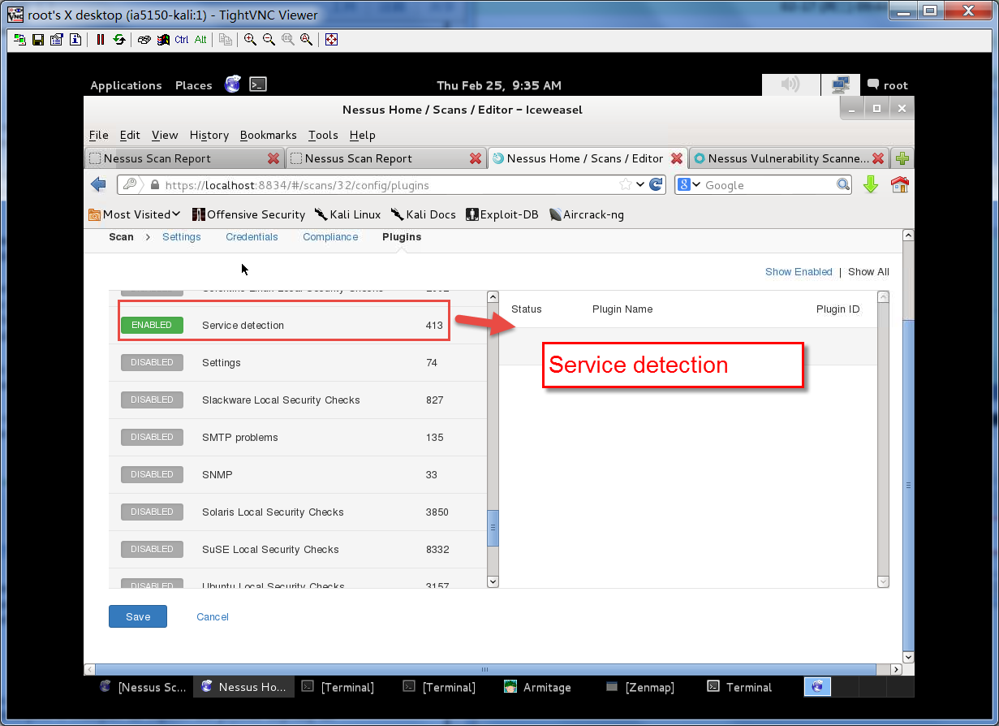 root's X desktop (ia5150-kali:1) - TightVNC Viewer
Ctrl Alt
Applications Places Thu Feb 25, 9:35 AM root
Nessus Home / Scans / Editor - Iceweasel
File Edit View History Bookmarks Tools Help
Nessus Scan Report Nessus Scan Report Nessus Home / Scans / Editor Nessus Vulnerability Scanne...
https://localhost:8834/#/scans/32/config/plugins Google
Most Visited Offensive Security Kali Linux Kali Docs Exploit-DB Aircrack-ng
Scan > Settings Credentials Compliance Plugins
Show Enabled | Show All
Status Plugin Name Plugin ID
ENABLED Service detection 413
Service detection
DISABLED Settings 74
DISABLED Slackware Local Security Checks 827
DISABLED SMTP problems 135
DISABLED SNMP 33
DISABLED Solaris Local Security Checks 3850
DISABLED SuSE Local Security Checks 8332
DISABLED Ubuntu Local Security Checks 3157
Save Cancel
[Nessus Sc... Nessus Ho... [Terminal] [Terminal] Armitage [Zenmap] Terminal